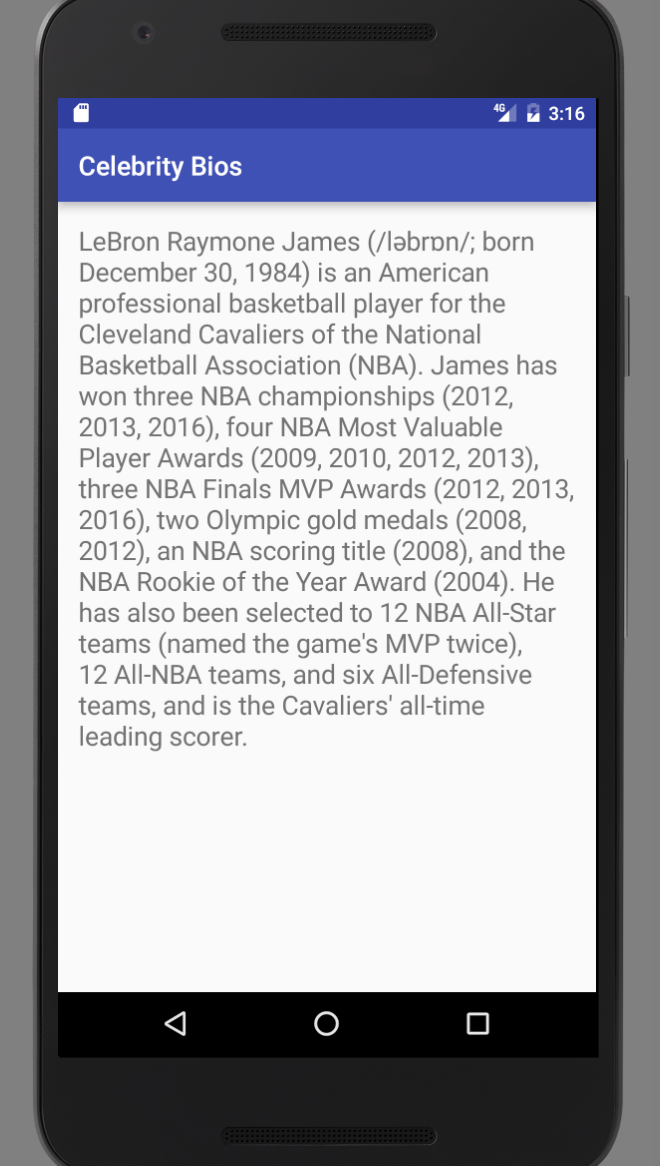 4G 3:16
Celebrity Bios
LeBron Raymone James (/ləbrɒn/; born
December 30, 1984) is an American
professional basketball player for the
Cleveland Cavaliers of the National
Basketball Association (NBA). James has
won three NBA championships (2012,
2013, 2016), four NBA Most Valuable
Player Awards (2009, 2010, 2012, 2013),
three NBA Finals MVP Awards (2012, 2013,
2016), two Olympic gold medals (2008,
2012), an NBA scoring title (2008), and the
NBA Rookie of the Year Award (2004). He
has also been selected to 12 NBA All-Star
teams (named the game's MVP twice),
12 All-NBA teams, and six All-Defensive
teams, and is the Cavaliers' all-time
leading scorer.